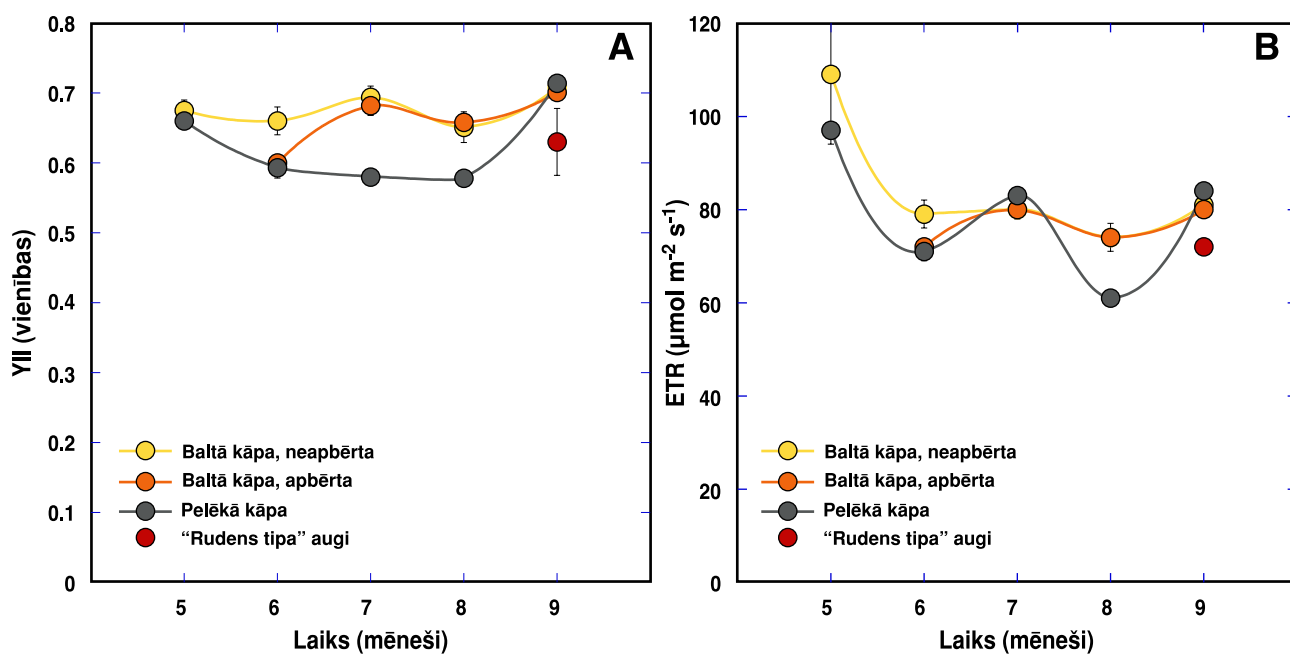 A
YII (vienības)
0.8
0.7
0.6
0.5
0.4
0.3
0.2
0.1
0
Baltā kāpa, neapbērta
Baltā kāpa, apbērta
Pelēkā kāpa
“Rudens tipa” augi
5 6 7 8 9
Laiks (mēneši)
B
ETR (μmol m-2 s-1)
120
100
80
60
40
20
0
Baltā kāpa, neapbērta
Baltā kāpa, apbērta
Pelēkā kāpa
“Rudens tipa” augi
5 6 7 8 9
Laiks (mēneši)